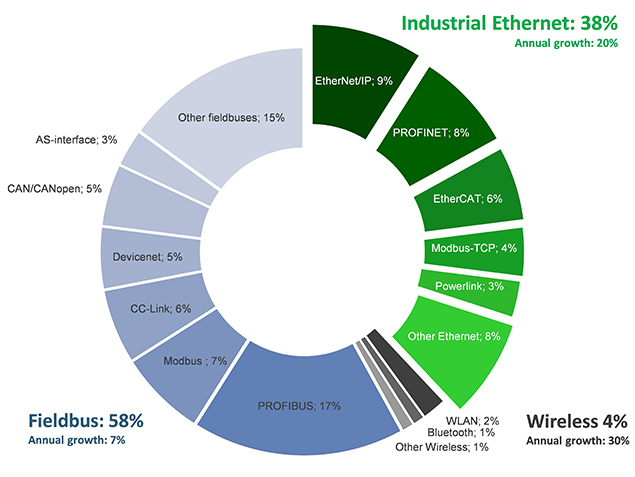 Industrial Ethernet: 38%
Annual growth: 20%
EtherNet/IP; 9%
PROFINET; 8%
EtherCAT; 6%
Modbus-TCP; 4%
Powerlink; 3%
Other Ethernet; 8%
Wireless 4%
Annual growth: 30%
WLAN; 2%
Bluetooth; 1%
Other Wireless; 1%
Fieldbus: 58%
Annual growth: 7%
PROFIBUS; 17%
Modbus ; 7%
CC-Link; 6%
Devicenet; 5%
CAN/CANopen; 5%
AS-interface; 3%
Other fieldbuses; 15%